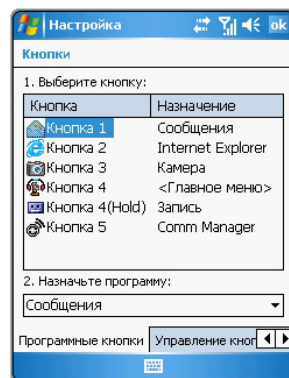 Настройка ok
Кнопки
1. Выберите кнопку:
Кнопка Назначение
Кнопка 1 Сообщения
Кнопка 2 Internet Explorer
Кнопка 3 Камера
Кнопка 4 <Главное меню>
Кнопка 4(Hold) Запись
Кнопка 5 Comm Manager
2. Назначьте программу:
Сообщения
Программные кнопки Управление кноп